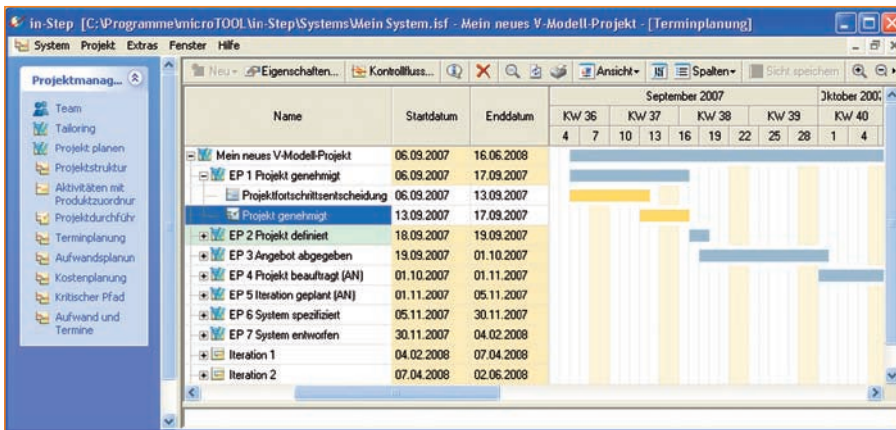 in-Step [C:\Programme\microTOOL\in-Step\Systems\Mein System.isf - Mein neues V-Modell-Projekt - [Terminplanung]
System Projekt Extras Fenster Hilfe
Neu Eigenschaften... Kontrollfluss... Ansicht Spalten Sicht speichern
Projektmanag...
Team
Tailoring
Projekt planen
Projektstruktur
Aktivitäten mit
Produktzuordnur
Projektdurchführ
Terminplanung
Aufwandsplanun
Kostenplanung
Kritischer Pfad
Aufwand und
Termine
Name Startdatum Enddatum
September 2007 Oktober 200
KW 36 KW 37 KW 38 KW 39 KW 40
4 7 10 13 16 19 22 25 28 1 4
Mein neues V-Modell-Projekt 06.09.2007 16.06.2008
EP 1 Projekt genehmigt 06.09.2007 17.09.2007
Projektfortschrittsentscheidung 06.09.2007 13.09.2007
Projekt genehmigt 13.09.2007 17.09.2007
EP 2 Projekt definiert 18.09.2007 19.09.2007
EP 3 Angebot abgegeben 19.09.2007 01.10.2007
EP 4 Projekt beauftragt (AN) 01.10.2007 01.11.2007
EP 5 Iteration geplant (AN) 01.11.2007 05.11.2007
EP 6 System spezifiziert 05.11.2007 30.11.2007
EP 7 System entworfen 30.11.2007 04.02.2008
Iteration 1 04.02.2008 07.04.2008
Iteration 2 07.04.2008 02.06.2008